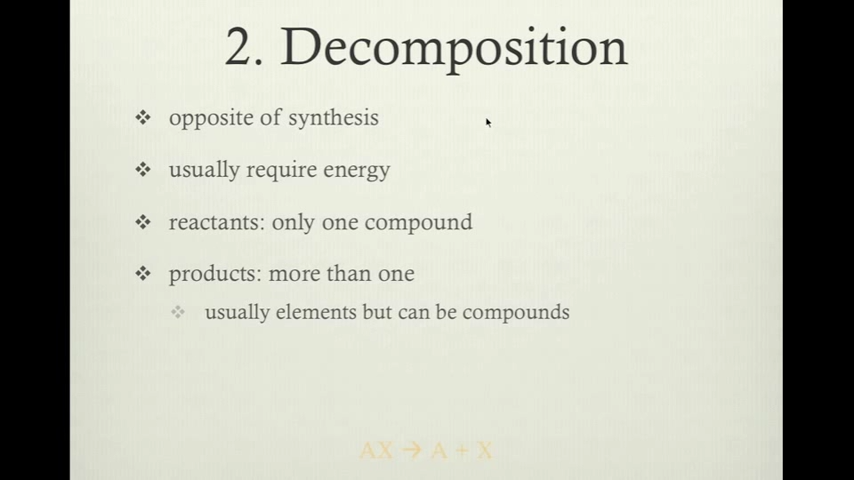 2. Decomposition
opposite of synthesis
usually require energy
reactants: only one compound
products: more than one
usually elements but can be compounds
AX → A + X